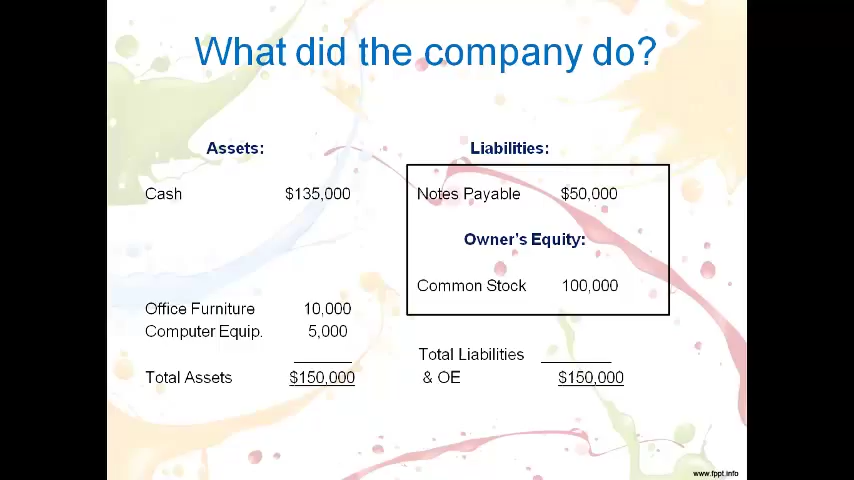 What did the company do?
Assets: Liabilities:
Cash $135,000 Notes Payable $50,000
Owner's Equity:
Common Stock 100,000
Office Furniture 10,000
Computer Equip. 5,000
Total Liabilities
Total Assets $150,000 & OE $150,000
www.fppt.info